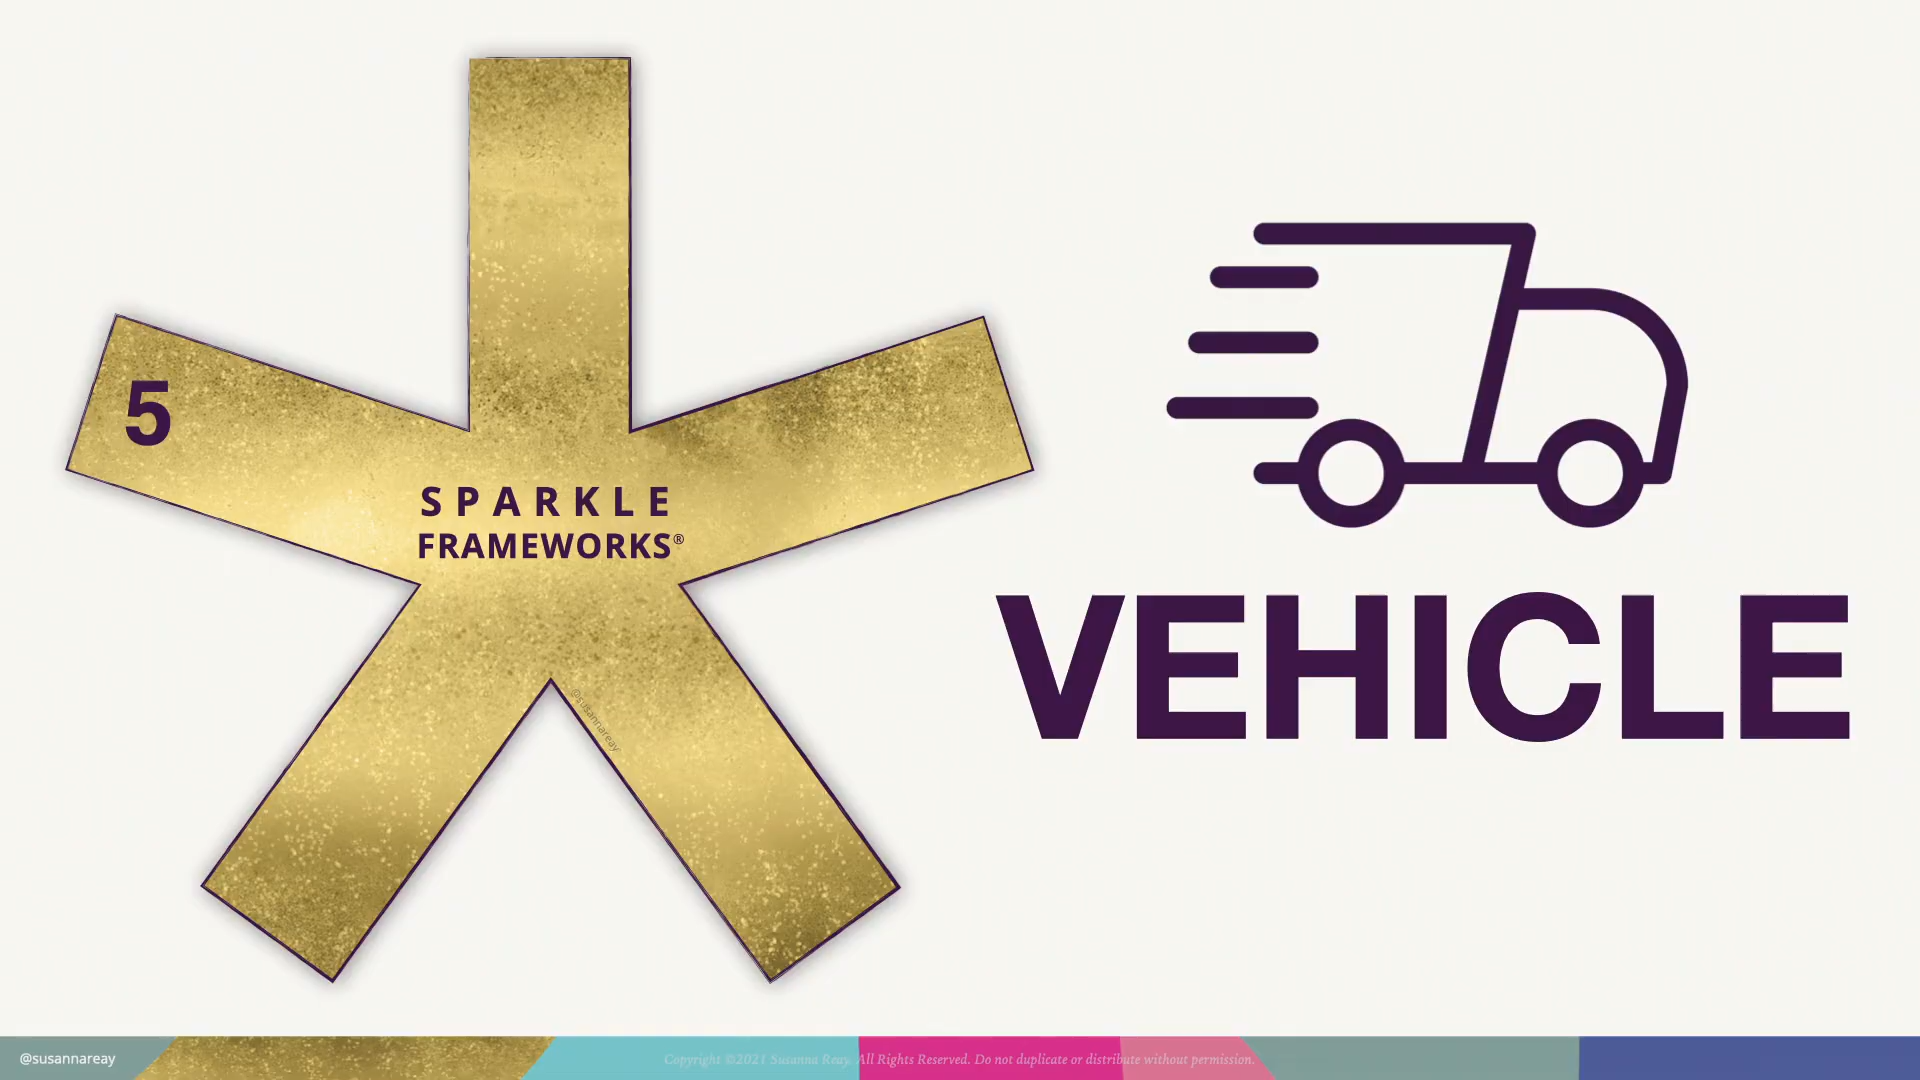 5
SPARKLE
FRAMEWORKS®
@susannareay
VEHICLE
@susannareay
Copyright ©2021 Susanna Reay. All Rights Reserved. Do not duplicate or distribute without permission.